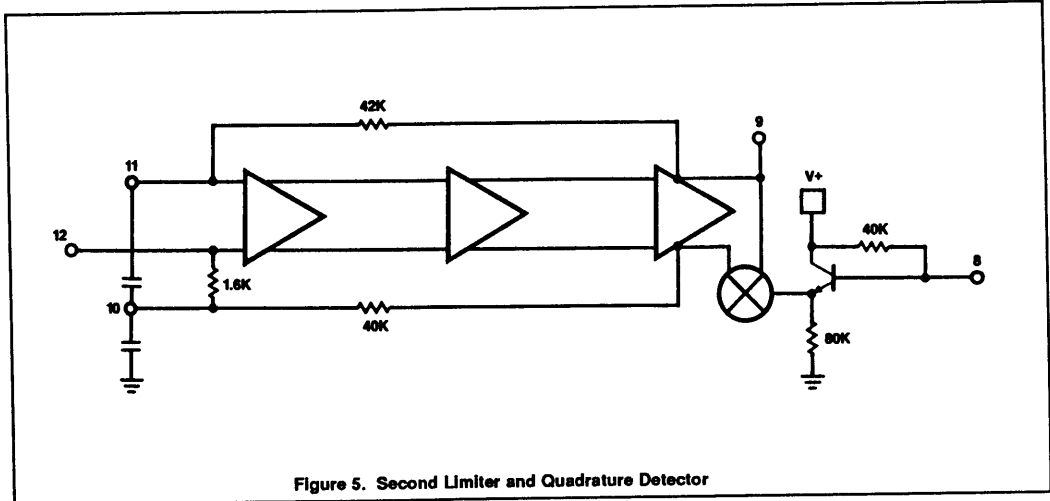 42K
9
11
V+
12
40K
8
1.6K
10
40K
80K
Figure 5. Second Limiter and Quadrature Detector